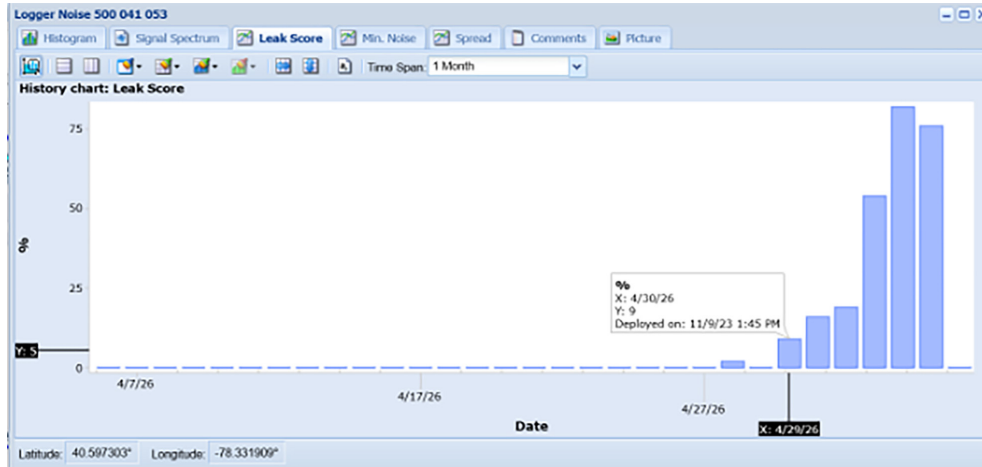 Logger Noise 500 041 053
Histogram Signal Spectrum Leak Score Min. Noise Spread Comments Picture
Time Span: 1 Month
History chart: Leak Score
75
50
25
0
%
%
X: 4/30/26
Y: 9
Deployed on: 11/9/23 1:45 PM
Y: 5
4/7/26
4/17/26
4/27/26
X: 4/29/26
Date
Latitude: 40.597303° Longitude: -78.331909°